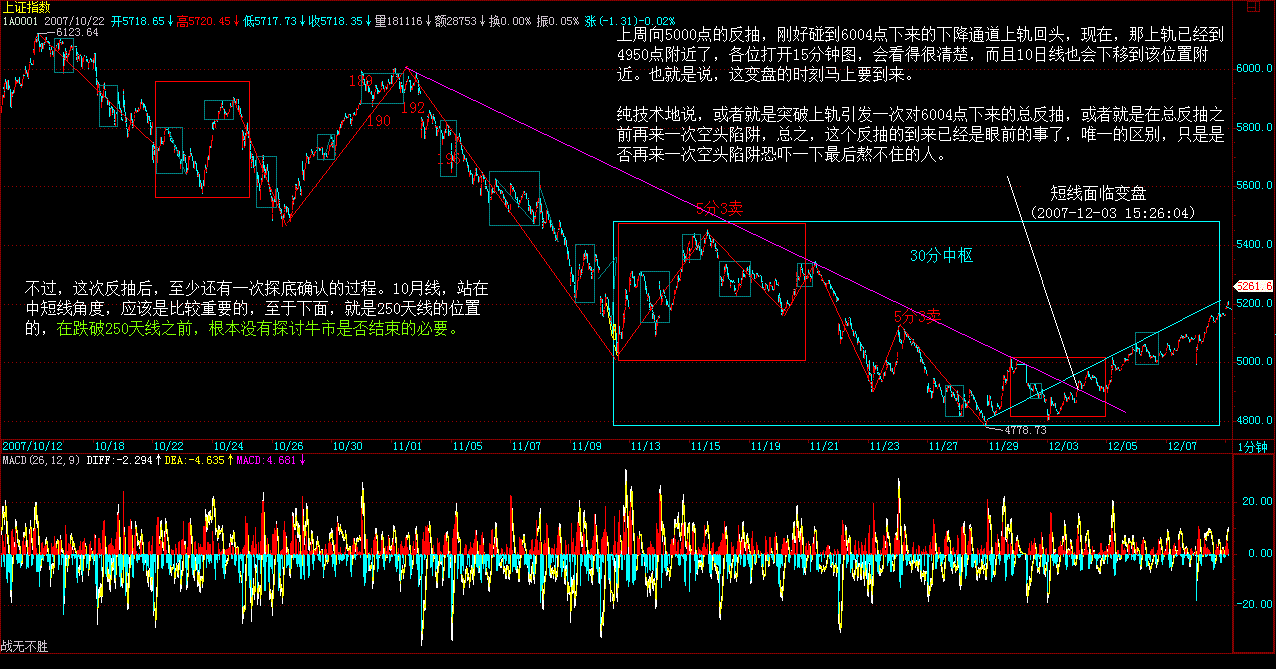 上证指数
1A0001 2007/10/22 开5718.65↓高5720.45↓低5717.73↓收5718.35↓量181116↓额28753↓换0.00% 振0.05% 涨(-1.31)-0.02%
6123.64
上周向5000点的反抽，刚好碰到6004点下来的下降通道上轨回头，现在，那上轨已经到
4950点附近了，各位打开15分钟图，会看得很清楚，而且10日线也会下移到该位置附
近。也就是说，这变盘的时刻马上要到来。
纯技术地说，或者就是突破上轨引发一次对6004点下来的总反抽，或者就是在总反抽之
前再来一次空头陷阱，总之，这个反抽的到来已经是眼前的事了，唯一的区别，只是是
否再来一次空头陷阱恐吓一下最后熬不住的人。
短线面临变盘
(2007-12-03 15:26:04)
190
192
5分3卖
30分中枢
5分3卖
不过，这次反抽后，至少还有一次探底确认的过程。10月线，站在
中短线角度，应该是比较重要的，至于下面，就是250天线的位置
的，在跌破250天线之前，根本没有探讨牛市是否结束的必要。
4778.73
6000.0
5800.0
5600.0
5400.0
5261.6
5200.0
5000.0
4800.0
2007/10/12 10/18 10/22 10/24 10/26 10/30 11/01 11/05 11/07 11/09 11/13 11/15 11/19 11/21 11/23 11/27 11/29 12/03 12/05 12/07 1分钟
MACD(26,12,9) DIFF:-2.294↑DEA:-4.635↑MACD:4.681↓
20.00
0.00
-20.00
战无不胜